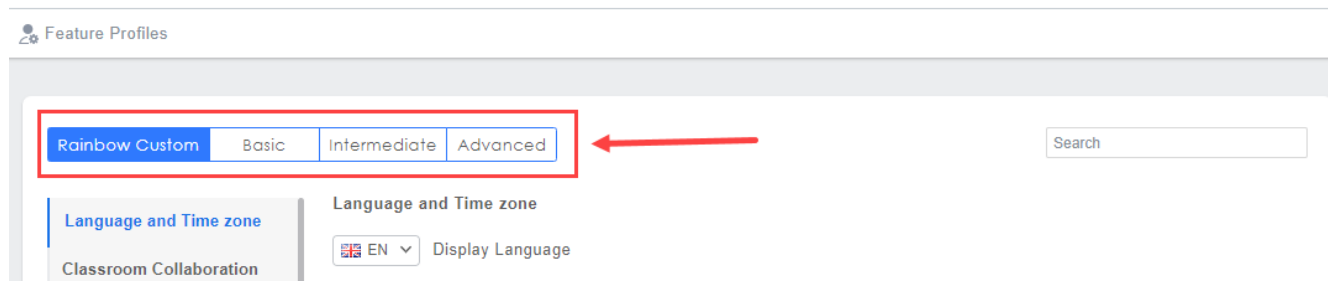 Feature Profiles
Rainbow Custom Basic Intermediate Advanced
Search
Language and Time zone
Language and Time zone
EN Display Language
Classroom Collaboration